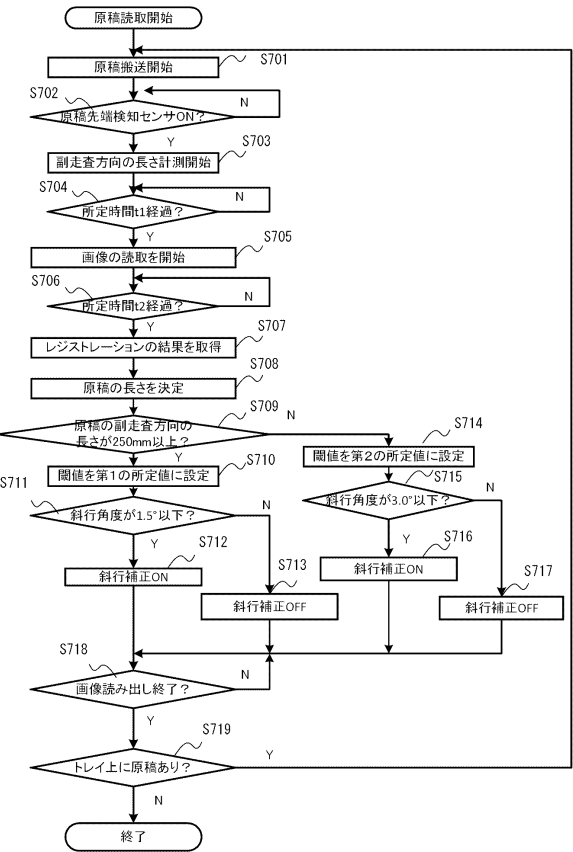 原稿読取開始
原稿搬送開始
S701
S702
N
原稿先端検知センサON？
Y
S703
副走査方向の長さ計測開始
S704
N
所定時間t1経過？
Y
S705
画像の読取を開始
S706
N
所定時間t2経過？
Y
S707
レジストレーションの結果を取得
S708
原稿の長さを決定
S709
N
原稿の副走査方向の
長さが250mm以上？
Y
S714
閾値を第２の所定値に設定
S710
閾値を第１の所定値に設定
S711
斜行角度が1.5°以下？
N
Y
S715
斜行角度が3.0°以下？
N
Y
S712
斜行補正ON
S713
斜行補正OFF
S716
斜行補正ON
S717
斜行補正OFF
S718
N
画像読み出し終了？
Y
S719
トレイ上に原稿あり？
Y
N
終了